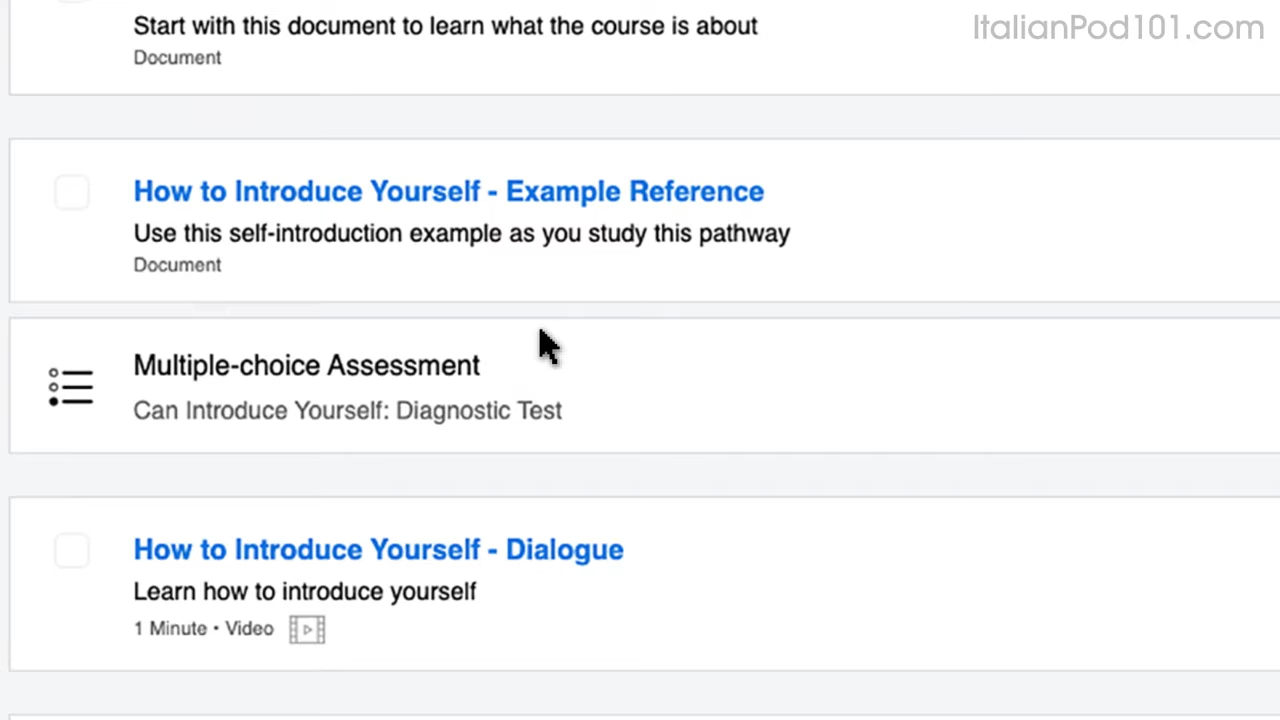 ItalianPod101.com
Start with this document to learn what the course is about
Document
How to Introduce Yourself - Example Reference
Use this self-introduction example as you study this pathway
Document
Multiple-choice Assessment
Can Introduce Yourself: Diagnostic Test
How to Introduce Yourself - Dialogue
Learn how to introduce yourself
1 Minute • Video